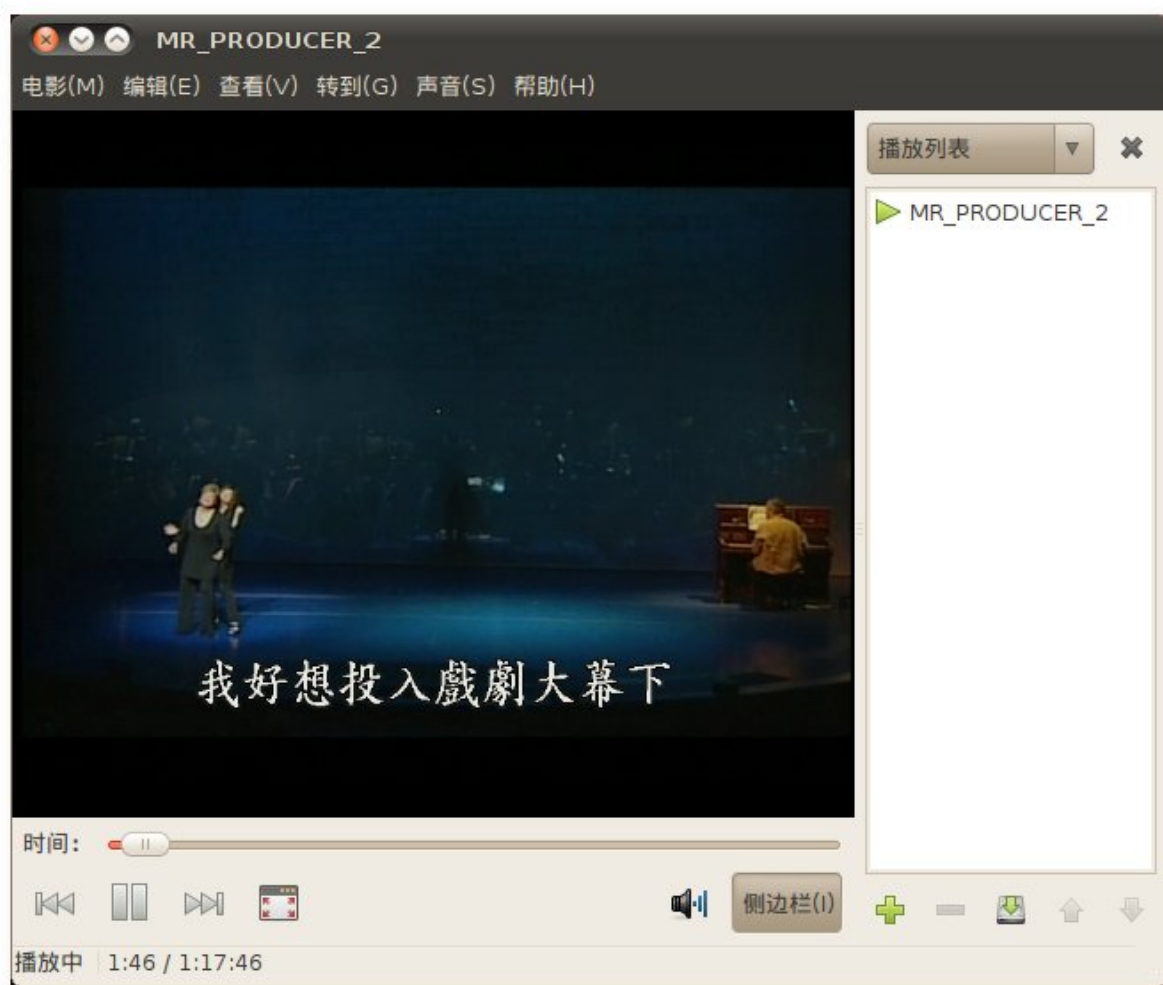 MR_PRODUCER_2
电影(M) 编辑(E) 查看(V) 转到(G) 声音(S) 帮助(H)
播放列表
MR_PRODUCER_2
我好想投入戲劇大幕下
时间:
侧边栏(I)
播放中 1:46 / 1:17:46